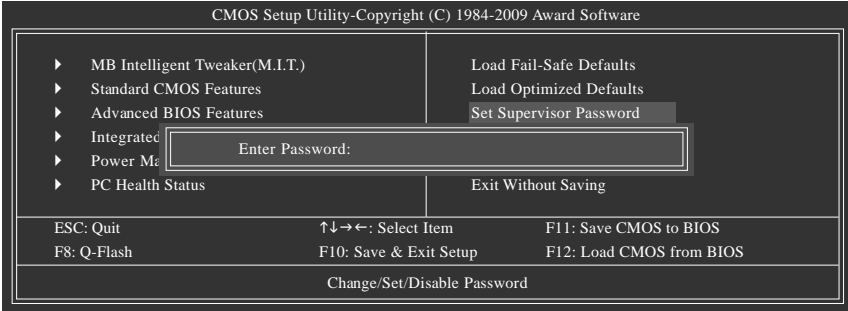 CMOS Setup Utility-Copyright (C) 1984-2009 Award Software
MB Intelligent Tweaker(M.I.T.)
Standard CMOS Features
Advanced BIOS Features
Integrated
Power Ma
PC Health Status
Load Fail-Safe Defaults
Load Optimized Defaults
Set Supervisor Password
Exit Without Saving
Enter Password:
ESC: Quit
↑↓→←: Select Item
F11: Save CMOS to BIOS
F8: Q-Flash
F10: Save & Exit Setup
F12: Load CMOS from BIOS
Change/Set/Disable Password